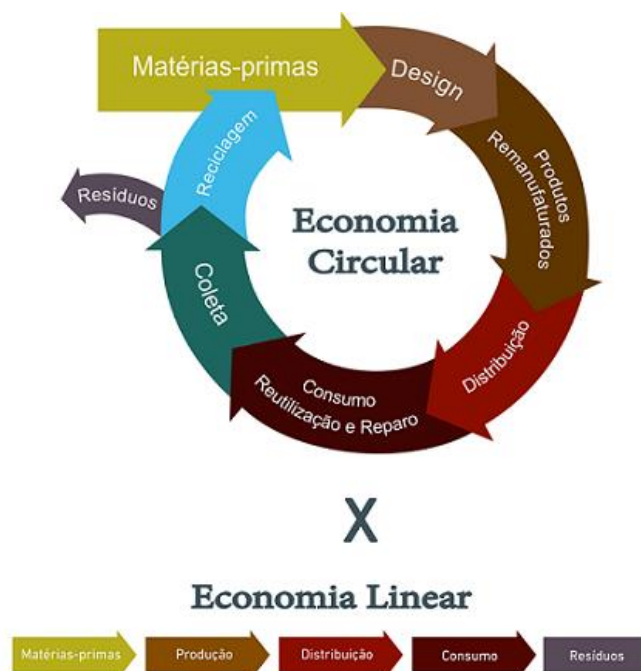 Matérias-primas
Design
Produtos
Remanufaturados
Distribuição
Consumo
Reutilização e Reparo
Coleta
Reciclagem
Resíduos
Economia
Circular
X
Economia Linear
Matérias-primas
Produção
Distribuição
Consumo
Resíduos